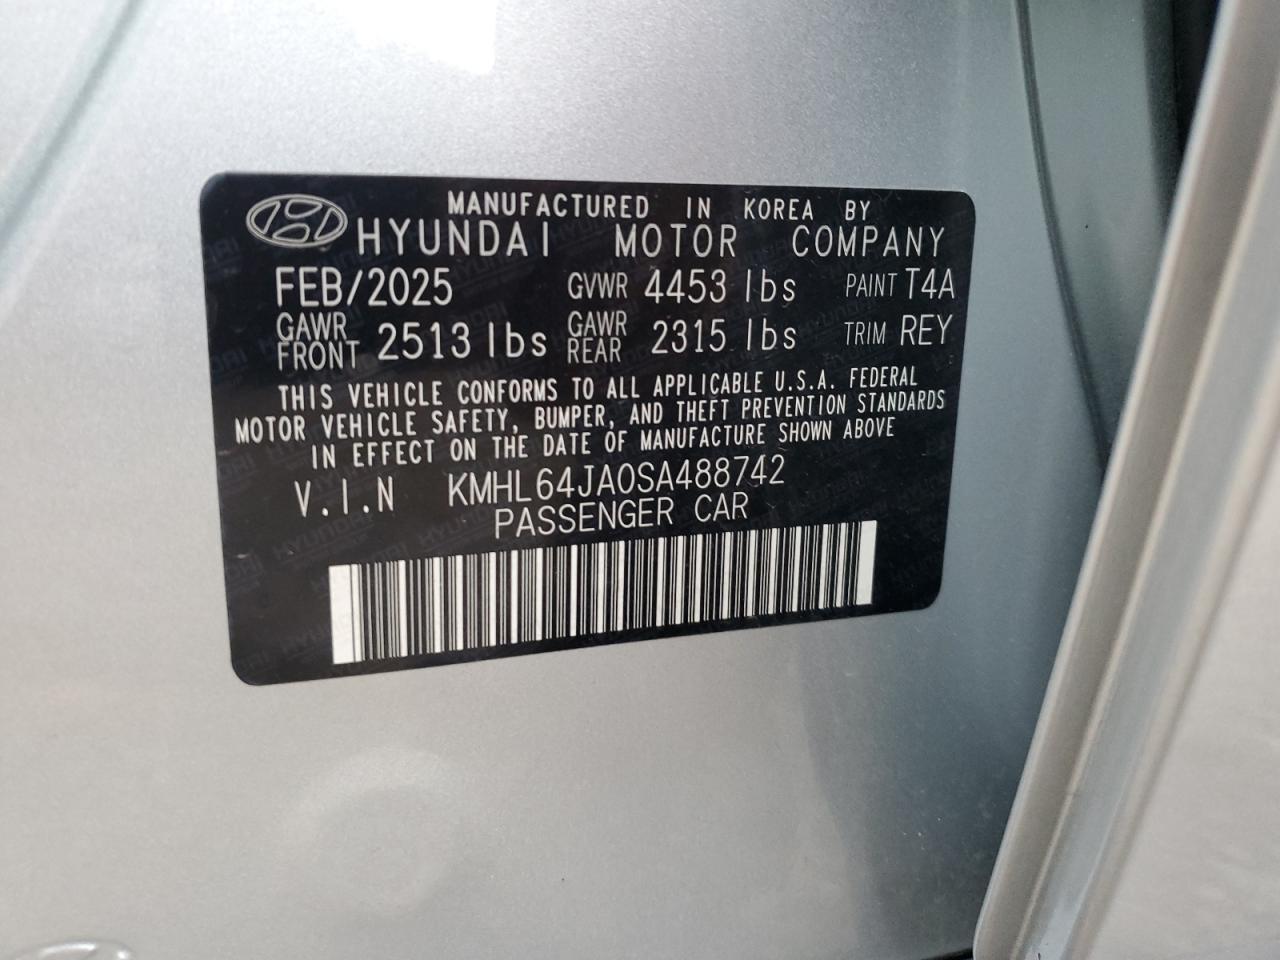 MANUFACTURED IN KOREA BY
HYUNDAI MOTOR COMPANY
FEB/2025 GVWR 4453 lbs PAINT T4A
GAWR FRONT 2513 lbs GAWR REAR 2315 lbs TRIM REY
THIS VEHICLE CONFORMS TO ALL APPLICABLE U.S.A. FEDERAL
MOTOR VEHICLE SAFETY, BUMPER, AND THEFT PREVENTION STANDARDS
IN EFFECT ON THE DATE OF MANUFACTURE SHOWN ABOVE
V.I.N KMHL64JA0SA488742
PASSENGER CAR